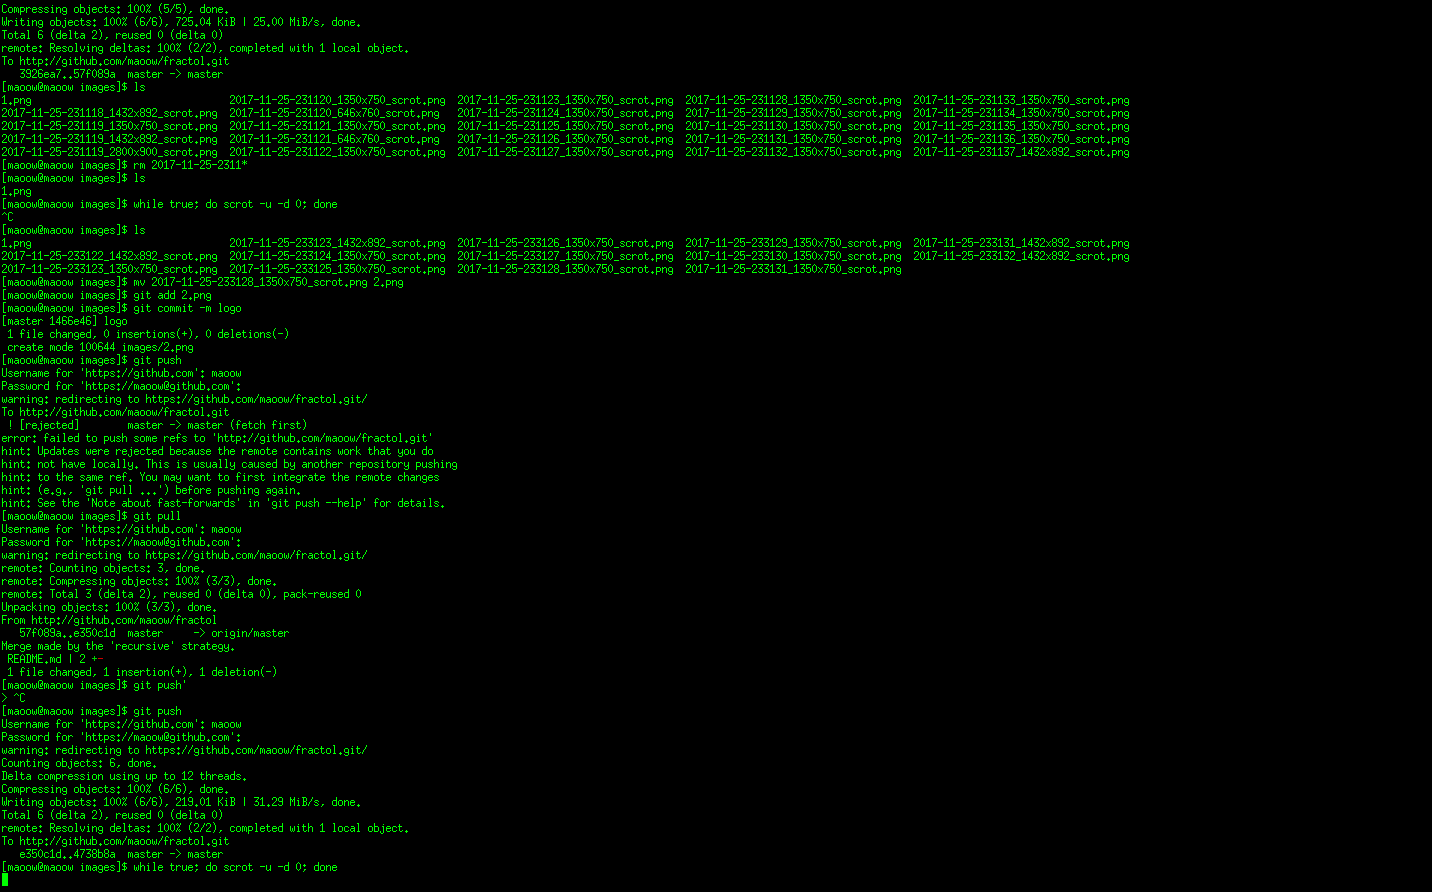 Compressing objects: 100% (5/5), done.
Writing objects: 100% (6/6), 725.04 KiB | 25.00 MiB/s, done.
Total 6 (delta 2), reused 0 (delta 0)
remote: Resolving deltas: 100% (2/2), completed with 1 local object.
To http://github.com/maoow/fractol.git
   3926ea7..57f089a  master -> master
[maoow@maoow images]$ ls
1.png                                 2017-11-25-231120_1350x750_scrot.png  2017-11-25-231123_1350x750_scrot.png  2017-11-25-231128_1350x750_scrot.png  2017-11-25-231133_1350x750_scrot.png
2017-11-25-231118_1432x892_scrot.png  2017-11-25-231120_646x760_scrot.png   2017-11-25-231124_1350x750_scrot.png  2017-11-25-231129_1350x750_scrot.png  2017-11-25-231134_1350x750_scrot.png
2017-11-25-231119_1350x750_scrot.png  2017-11-25-231121_1350x750_scrot.png  2017-11-25-231125_1350x750_scrot.png  2017-11-25-231130_1350x750_scrot.png  2017-11-25-231135_1350x750_scrot.png
2017-11-25-231119_1432x892_scrot.png  2017-11-25-231121_646x760_scrot.png   2017-11-25-231126_1350x750_scrot.png  2017-11-25-231131_1350x750_scrot.png  2017-11-25-231136_1350x750_scrot.png
2017-11-25-231119_2800x900_scrot.png  2017-11-25-231122_1350x750_scrot.png  2017-11-25-231127_1350x750_scrot.png  2017-11-25-231132_1350x750_scrot.png  2017-11-25-231137_1432x892_scrot.png
[maoow@maoow images]$ rm 2017-11-25-2311*
[maoow@maoow images]$ ls
1.png
[maoow@maoow images]$ while true; do scrot -u -d 0; done
^C
[maoow@maoow images]$ ls
1.png                                 2017-11-25-233123_1432x892_scrot.png  2017-11-25-233126_1350x750_scrot.png  2017-11-25-233129_1350x750_scrot.png  2017-11-25-233131_1432x892_scrot.png
2017-11-25-233122_1432x892_scrot.png  2017-11-25-233124_1350x750_scrot.png  2017-11-25-233127_1350x750_scrot.png  2017-11-25-233130_1350x750_scrot.png  2017-11-25-233132_1432x892_scrot.png
2017-11-25-233123_1350x750_scrot.png  2017-11-25-233125_1350x750_scrot.png  2017-11-25-233128_1350x750_scrot.png  2017-11-25-233131_1350x750_scrot.png
[maoow@maoow images]$ mv 2017-11-25-233128_1350x750_scrot.png 2.png
[maoow@maoow images]$ git add 2.png
[maoow@maoow images]$ git commit -m logo
[master 1466e46] logo
 1 file changed, 0 insertions(+), 0 deletions(-)
 create mode 100644 images/2.png
[maoow@maoow images]$ git push
Username for 'https://github.com': maoow
Password for 'https://maoow@github.com':
warning: redirecting to https://github.com/maoow/fractol.git/
To http://github.com/maoow/fractol.git
 ! [rejected]        master -> master (fetch first)
error: failed to push some refs to 'http://github.com/maoow/fractol.git'
hint: Updates were rejected because the remote contains work that you do
hint: not have locally. This is usually caused by another repository pushing
hint: to the same ref. You may want to first integrate the remote changes
hint: (e.g., 'git pull ...') before pushing again.
hint: See the 'Note about fast-forwards' in 'git push --help' for details.
[maoow@maoow images]$ git pull
Username for 'https://github.com': maoow
Password for 'https://maoow@github.com':
warning: redirecting to https://github.com/maoow/fractol.git/
remote: Counting objects: 3, done.
remote: Compressing objects: 100% (3/3), done.
remote: Total 3 (delta 2), reused 0 (delta 0), pack-reused 0
Unpacking objects: 100% (3/3), done.
From http://github.com/maoow/fractol
   57f089a..e350c1d  master     -> origin/master
Merge made by the 'recursive' strategy.
 README.md | 2 +-
 1 file changed, 1 insertion(+), 1 deletion(-)
[maoow@maoow images]$ git push'
> ^C
[maoow@maoow images]$ git push
Username for 'https://github.com': maoow
Password for 'https://maoow@github.com':
warning: redirecting to https://github.com/maoow/fractol.git/
Counting objects: 6, done.
Delta compression using up to 12 threads.
Compressing objects: 100% (6/6), done.
Writing objects: 100% (6/6), 219.01 KiB | 31.29 MiB/s, done.
Total 6 (delta 2), reused 0 (delta 0)
remote: Resolving deltas: 100% (2/2), completed with 1 local object.
To http://github.com/maoow/fractol.git
   e350c1d..4738b8a  master -> master
[maoow@maoow images]$ while true; do scrot -u -d 0; done